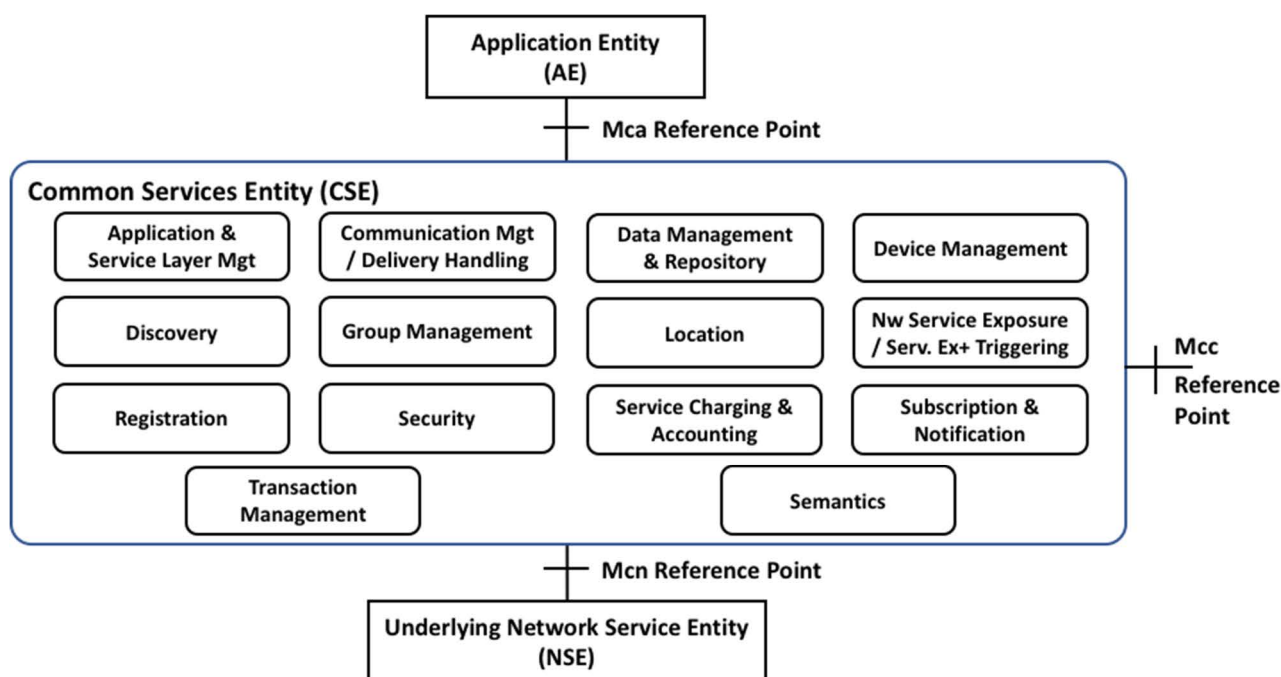 Application Entity
(AE)
Mca Reference Point
Common Services Entity (CSE)
Application &
Service Layer Mgt
Communication Mgt
/ Delivery Handling
Data Management
& Repository
Device Management
Discovery
Group Management
Location
Nw Service Exposure
/ Serv. Ex+ Triggering
Mcc
Reference
Point
Registration
Security
Service Charging &
Accounting
Subscription &
Notification
Transaction
Management
Semantics
Mcn Reference Point
Underlying Network Service Entity
(NSE)